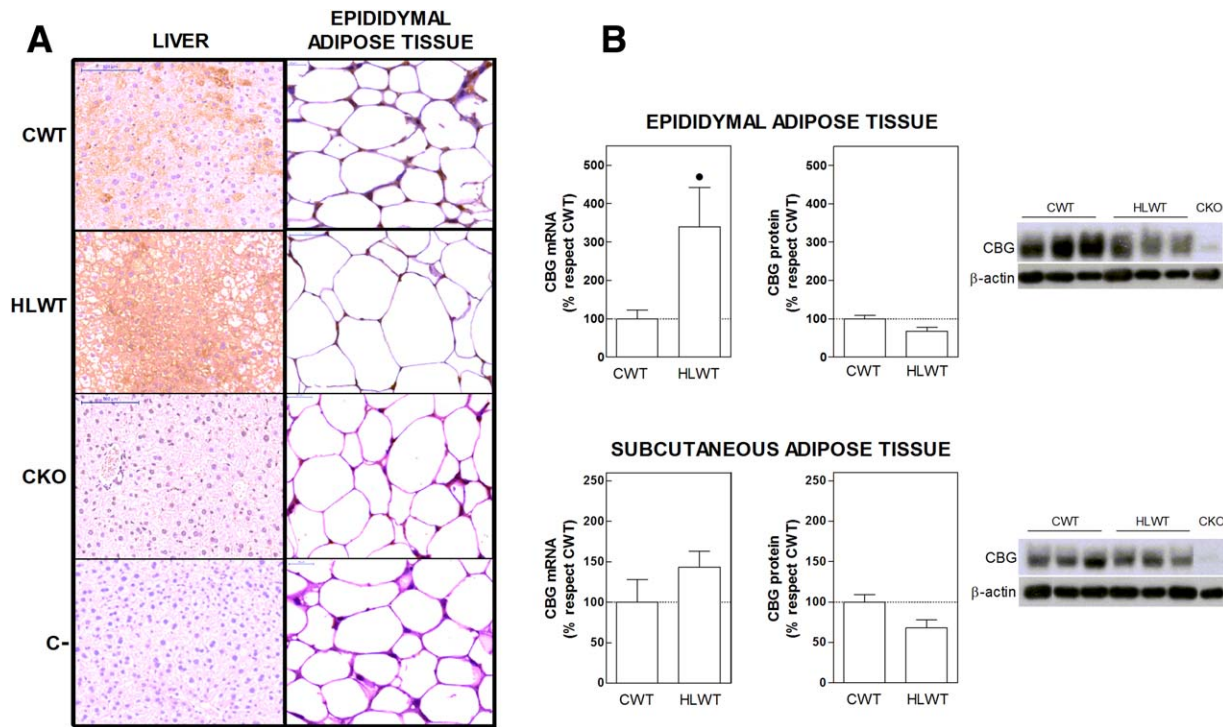 A
LIVER
EPIDIDYMAL
ADIPOSE TISSUE
CWT
HLWT
CKO
C-
B
EPIDIDYMAL ADIPOSE TISSUE
CBG mRNA
(% respect CWT)
500
400
300
200
100
0
CWT HLWT
CBG protein
(% respect CWT)
500
400
300
200
100
0
CWT HLWT
CWT HLWT CKO
CBG
β-actin
SUBCUTANEOUS ADIPOSE TISSUE
CBG mRNA
(% respect CWT)
250
200
150
100
50
0
CWT HLWT
CBG protein
(% respect CWT)
250
200
150
100
50
0
CWT HLWT
CWT HLWT CKO
CBG
β-actin